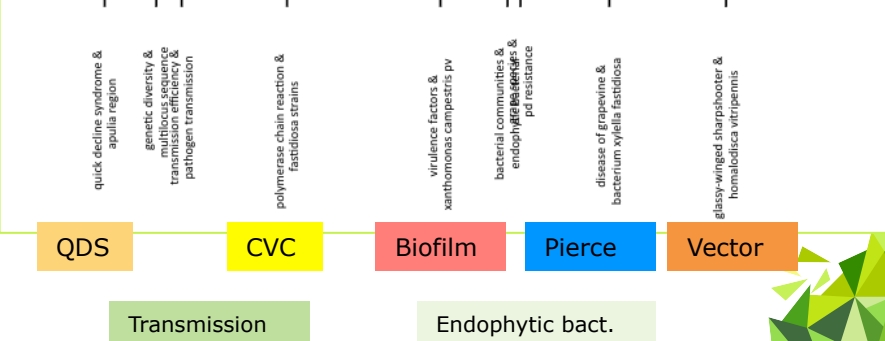 quick decline syndrome &
apulia region
genetic diversity &
multilocus sequence
transmission efficiency &
pathogen transmission
polymerase chain reaction &
fastidiosa strains
virulence factors &
xanthomonas campestris pv
bacterial communities &
endophytic bacterial
pd resistance
disease of grapevine &
bacterium xylella fastidiosa
glassy-winged sharpshooter &
homalodisca vitripennis
QDS
CVC
Biofilm
Pierce
Vector
Transmission
Endophytic bact.